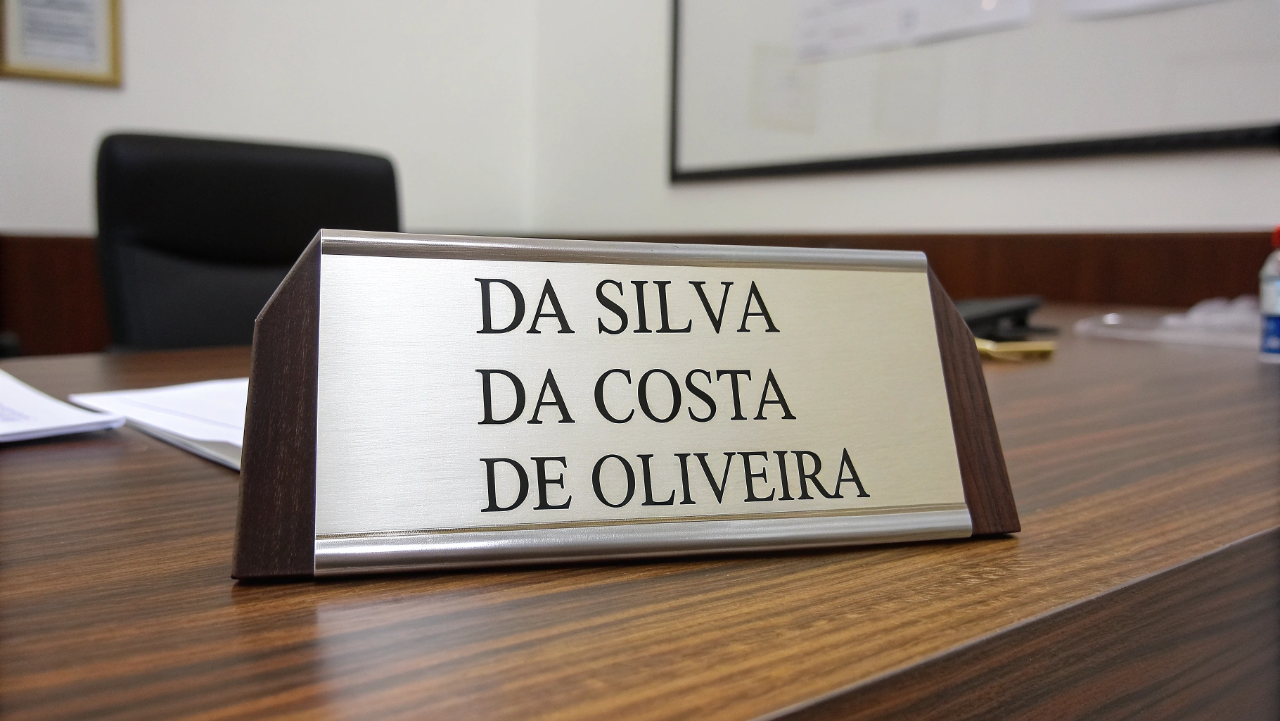 DA SILVA
DA COSTA
DE OLIVEIRA